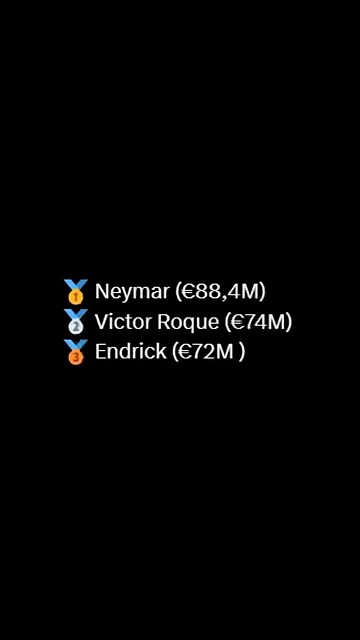 🥇 Neymar (€88,4M)
🥈 Victor Roque (€74M)
🥉 Endrick (€72M )